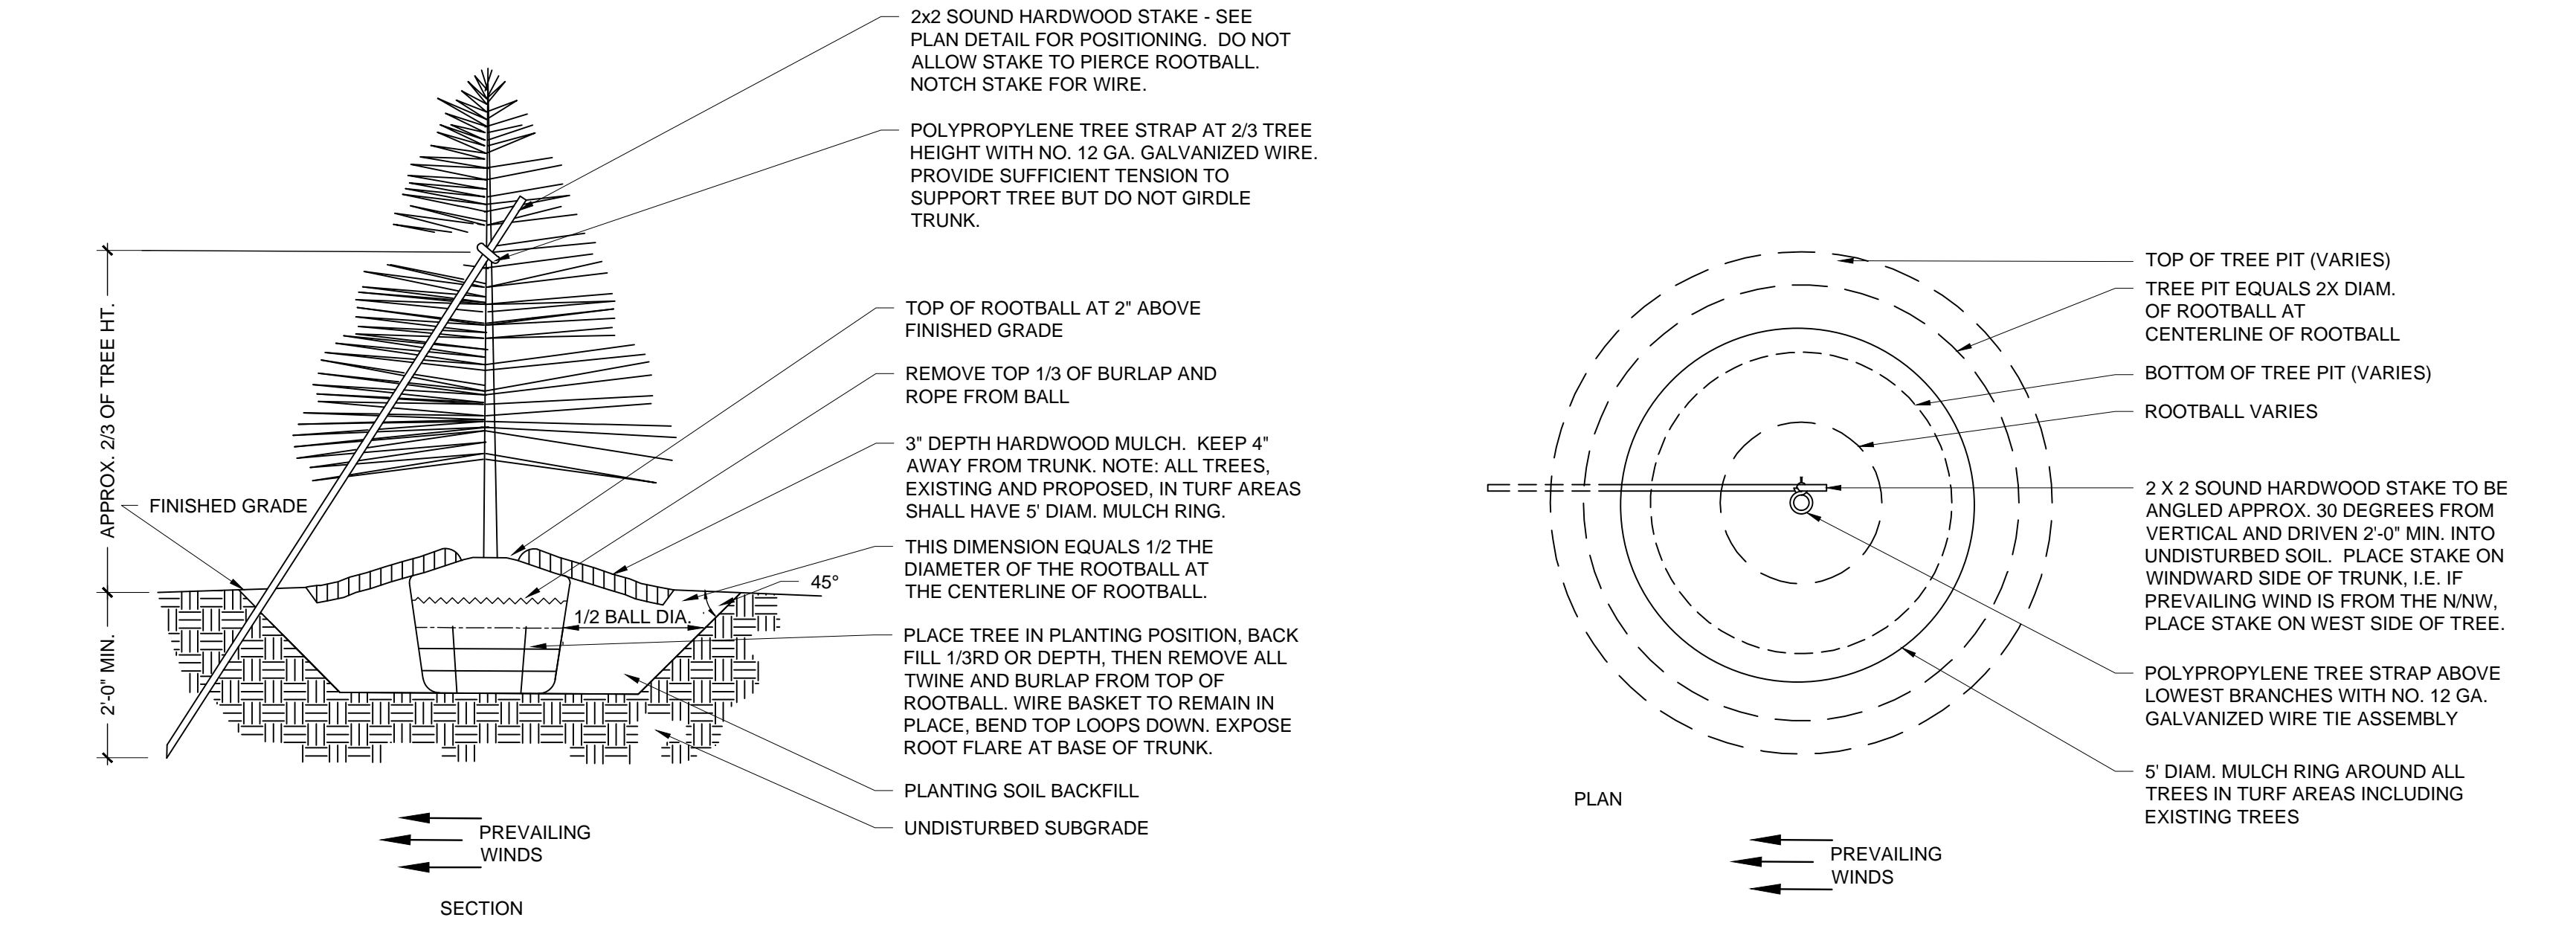 2x2 SOUND HARDWOOD STAKE - SEE
PLAN DETAIL FOR POSITIONING.  DO NOT
ALLOW STAKE TO PIERCE ROOTBALL.
NOTCH STAKE FOR WIRE.
POLYPROPYLENE TREE STRAP AT 2/3 TREE
HEIGHT WITH NO. 12 GA. GALVANIZED WIRE.
PROVIDE SUFFICIENT TENSION TO
SUPPORT TREE BUT DO NOT GIRDLE
TRUNK.
TOP OF ROOTBALL AT 2" ABOVE
FINISHED GRADE
REMOVE TOP 1/3 OF BURLAP AND
ROPE FROM BALL
3" DEPTH HARDWOOD MULCH.  KEEP 4"
AWAY FROM TRUNK. NOTE: ALL TREES,
EXISTING AND PROPOSED, IN TURF AREAS
SHALL HAVE 5' DIAM. MULCH RING.
THIS DIMENSION EQUALS 1/2 THE
DIAMETER OF THE ROOTBALL AT
THE CENTERLINE OF ROOTBALL.
PLACE TREE IN PLANTING POSITION, BACK
FILL 1/3RD OR DEPTH, THEN REMOVE ALL
TWINE AND BURLAP FROM TOP OF
ROOTBALL. WIRE BASKET TO REMAIN IN
PLACE, BEND TOP LOOPS DOWN. EXPOSE
ROOT FLARE AT BASE OF TRUNK.
PLANTING SOIL BACKFILL
UNDISTURBED SUBGRADE
APPROX. 2/3 OF TREE HT.
2'-0" MIN.
FINISHED GRADE
45°
1/2 BALL DIA.
PREVAILING
WINDS
SECTION
TOP OF TREE PIT (VARIES)
TREE PIT EQUALS 2X DIAM.
OF ROOTBALL AT
CENTERLINE OF ROOTBALL
BOTTOM OF TREE PIT (VARIES)
ROOTBALL VARIES
2 X 2 SOUND HARDWOOD STAKE TO BE
ANGLED APPROX. 30 DEGREES FROM
VERTICAL AND DRIVEN 2'-0" MIN. INTO
UNDISTURBED SOIL.  PLACE STAKE ON
WINDWARD SIDE OF TRUNK, I.E. IF
PREVAILING WIND IS FROM THE N/NW,
PLACE STAKE ON WEST SIDE OF TREE.
POLYPROPYLENE TREE STRAP ABOVE
LOWEST BRANCHES WITH NO. 12 GA.
GALVANIZED WIRE TIE ASSEMBLY
5' DIAM. MULCH RING AROUND ALL
TREES IN TURF AREAS INCLUDING
EXISTING TREES
PLAN
PREVAILING
WINDS